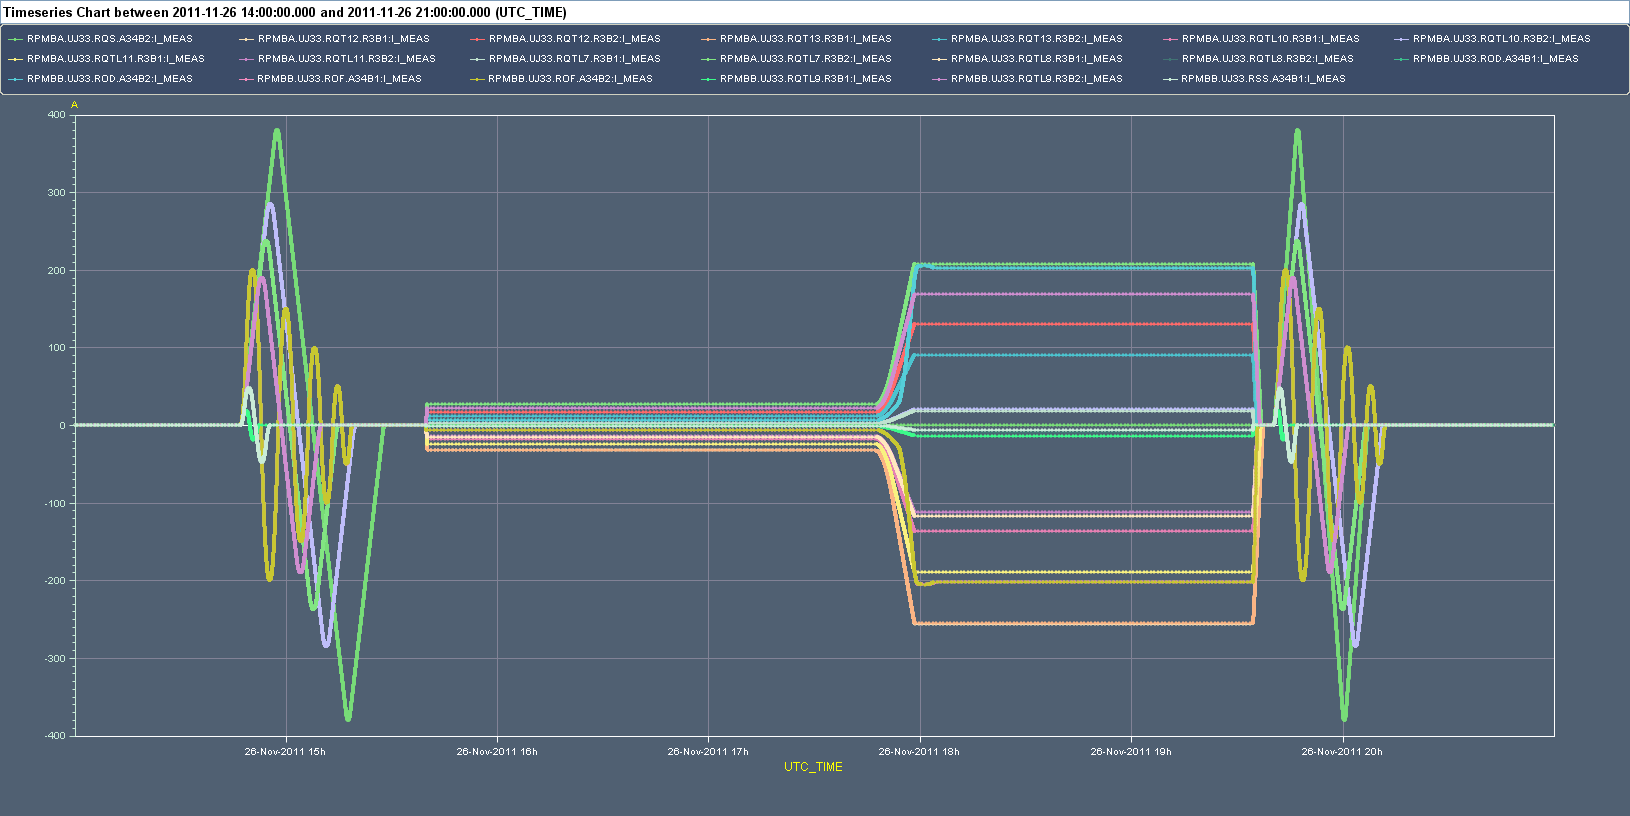 Timeseries Chart between 2011-11-26 14:00:00.000 and 2011-11-26 21:00:00.000 (UTC_TIME)
RPMBA.UJ33.RQS.A34B2:I_MEAS RPMBA.UJ33.RQT12.R3B1:I_MEAS RPMBA.UJ33.RQT12.R3B2:I_MEAS RPMBA.UJ33.RQT13.R3B1:I_MEAS RPMBA.UJ33.RQT13.R3B2:I_MEAS RPMBA.UJ33.RQTL10.R3B1:I_MEAS RPMBA.UJ33.RQTL10.R3B2:I_MEAS
RPMBA.UJ33.RQTL11.R3B1:I_MEAS RPMBA.UJ33.RQTL11.R3B2:I_MEAS RPMBA.UJ33.RQTL7.R3B1:I_MEAS RPMBA.UJ33.RQTL7.R3B2:I_MEAS RPMBA.UJ33.RQTL8.R3B1:I_MEAS RPMBA.UJ33.RQTL8.R3B2:I_MEAS RPMBB.UJ33.ROD.A34B1:I_MEAS
RPMBB.UJ33.ROD.A34B2:I_MEAS RPMBB.UJ33.ROF.A34B1:I_MEAS RPMBB.UJ33.ROF.A34B2:I_MEAS RPMBB.UJ33.RQTL9.R3B1:I_MEAS RPMBB.UJ33.RQTL9.R3B2:I_MEAS RPMBB.UJ33.RSS.A34B1:I_MEAS
A
400
300
200
100
0
-100
-200
-300
-400
26-Nov-2011 15h 26-Nov-2011 16h 26-Nov-2011 17h 26-Nov-2011 18h 26-Nov-2011 19h 26-Nov-2011 20h
UTC_TIME